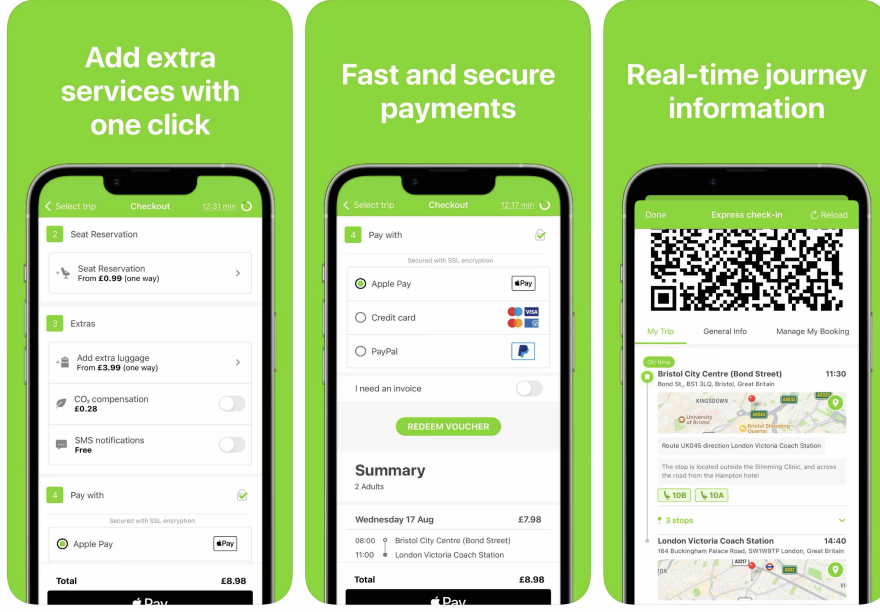 Add extra
services with
one click
Select trip
Checkout
12:31 min
2 Seat Reservation
Seat Reservation
From £0.99 (one way)
3 Extras
Add extra luggage
From £3.99 (one way)
CO₂ compensation
£0.28
SMS notifications
Free
4 Pay with
Secured with SSL encryption
Apple Pay
Pay
Total £8.98
Pay
Fast and secure
payments
Select trip
Checkout
12:17 min
4 Pay with
Secured with SSL encryption
Apple Pay
Pay
Credit card
VISA
PayPal
I need an invoice
REDEEM VOUCHER
Summary
2 Adults
Wednesday 17 Aug £7.98
08:00 Bristol City Centre (Bond Street)
11:00 London Victoria Coach Station
Total £8.98
Pay
Real-time journey
information
Done
Express check-in
Reload
My Trip
General Info
Manage My Booking
On time
Bristol City Centre (Bond Street) 11:30
Bond St., BS1 3LQ, Bristol, Great Britain
KINGSDOWN
A4032
A4320
A4044
University
of Bristol
Bristol Shopping
Quarter
Route UK045 direction London Victoria Coach Station
The stop is located outside the Slimming Clinic, and across
the road from the Hampton hotel
10B
10A
3 stops
London Victoria Coach Station 14:40
164 Buckingham Palace Road, SW1W9TP London, Great Britain
A3217
A202